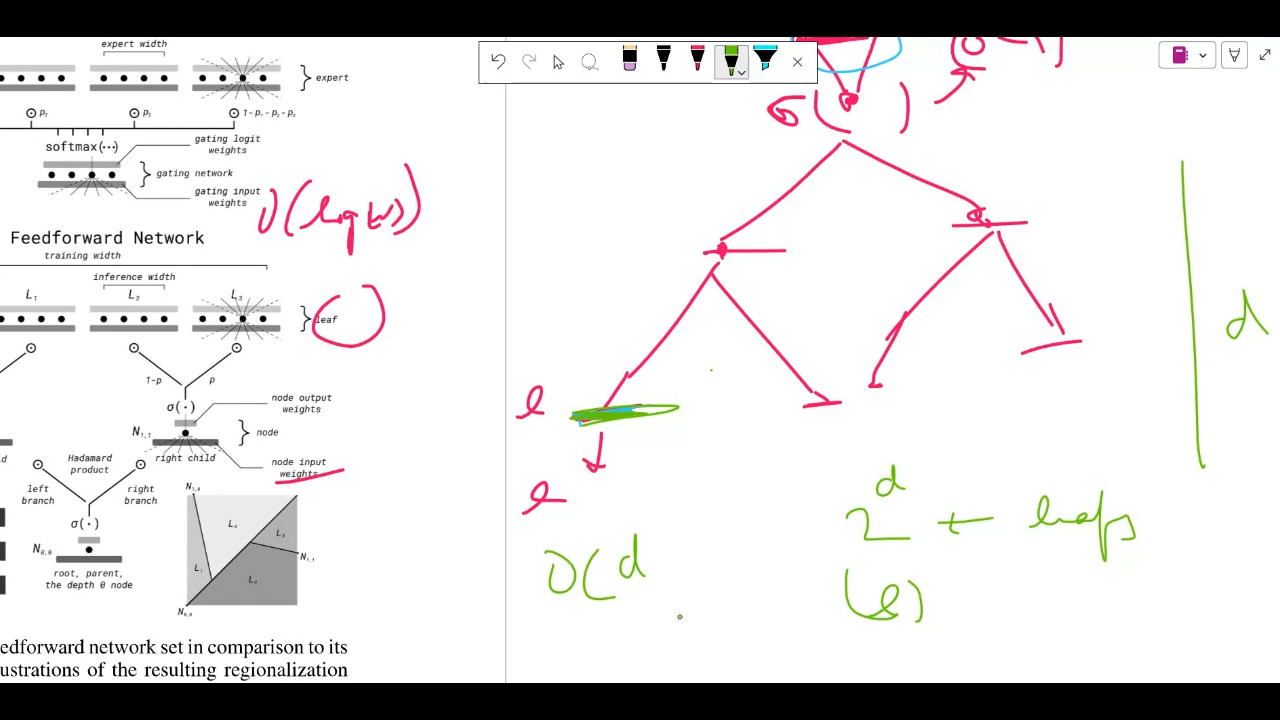 expert width
expert
p₂
p₃
1-p₁-p₂-p₃
softmax(⋯)
gating logit
weights
gating network
gating input
weights
O(log w)
Feedforward Network
training width
inference width
L₁
L₂
L₃
leaf
1-p
p
σ(·)
node output
weights
N₁,₁
node
right child
node input
weights
Hadamard
product
left
branch
right
branch
σ(·)
N₀,₀
root, parent,
the depth 0 node
N₁,₀
L₁
L₂
L₃
N₁,₁
N₀,₀
edforward network set in comparison to its
ustrations of the resulting regionalization
σ( )
l
l
d
2^d ← leafs
O(d
(l)